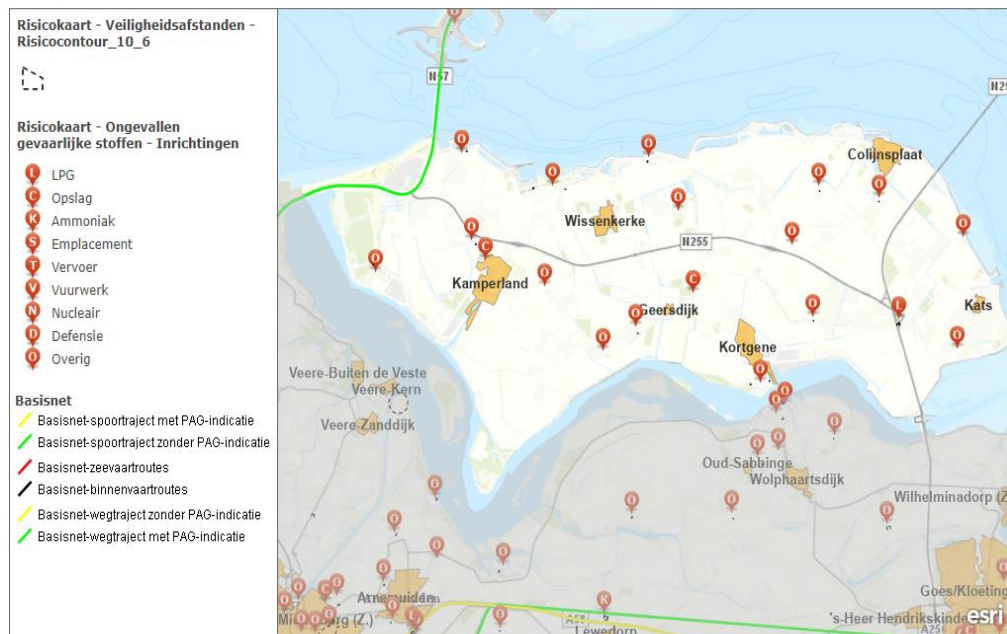 Risicokaart - Veiligheidsafstanden -
Risicocontour_10_6
Risicokaart - Ongevallen
gevaarlijke stoffen - Inrichtingen
L LPG
C Opslag
K Ammoniak
S Emplacement
T Vervoer
V Vuurwerk
N Nucleair
D Defensie
O Overig
Basisnet
Basisnet-spoortraject met PAG-indicatie
Basisnet-spoortraject zonder PAG-indicatie
Basisnet-zeevaartroutes
Basisnet-binnenvaartroutes
Basisnet-wegtraject zonder PAG-indicatie
Basisnet-wegtraject met PAG-indicatie
N57
Colijnsplaat
Wissenkerke
N255
Kamperland
Geersdijk
Kats
Kortgene
Veere-Buiten de Veste
Veere-Kern
Veere-Zanddijk
Oud-Sabbinge
Wolphaartsdijk
Wilhelminadorp (Z.
Arnemuiden
Goes/Kloeting
's-Heer Hendrikskinde
A58
Lewedorp
esri